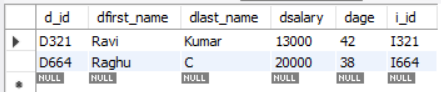 d_id dfirst_name dlast_name dsalary dage i_id
D321 Ravi Kumar 13000 42 I321
D664 Raghu C 20000 38 I664
NULL NULL NULL NULL NULL NULL